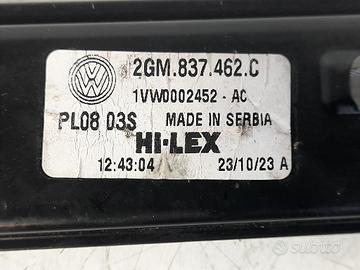 2GM.837.462.C
1VW0002452 - AC
PL08 03S MADE IN SERBIA
HI-LEX
12:43:04 23/10/23 A
subito